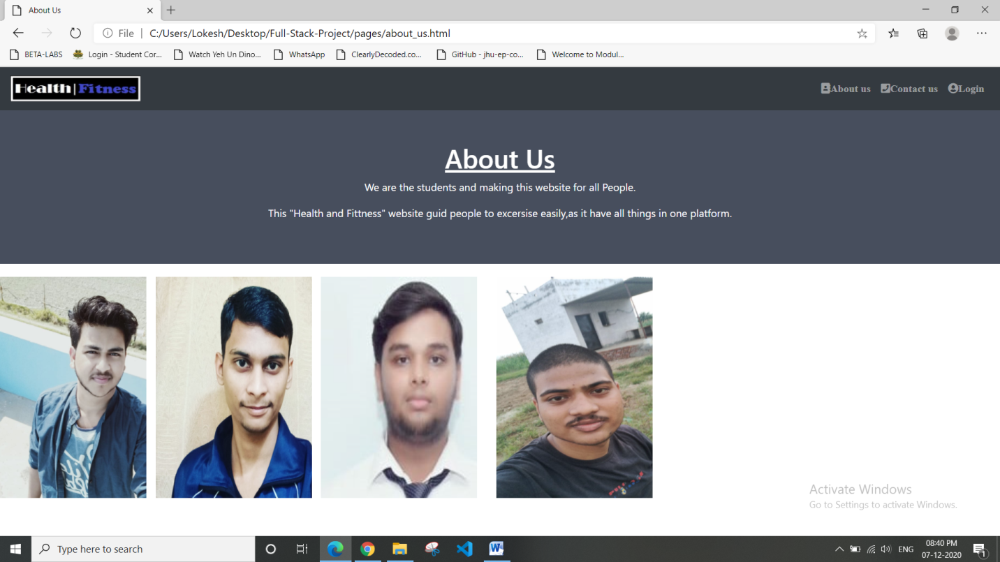 About Us
File | C:/Users/Lokesh/Desktop/Full-Stack-Project/pages/about_us.html
BETA-LABS Login - Student Cor... Watch Yeh Un Dino... WhatsApp ClearlyDecoded.co... GitHub - jhu-ep-co... Welcome to Modul...
Health|Fitness About us Contact us Login
About Us
We are the students and making this website for all People.
This "Health and Fittness" website guid people to excersise easily,as it have all things in one platform.
Activate Windows
Go to Settings to activate Windows.
Type here to search
ENG
08:40 PM
07-12-2020
1